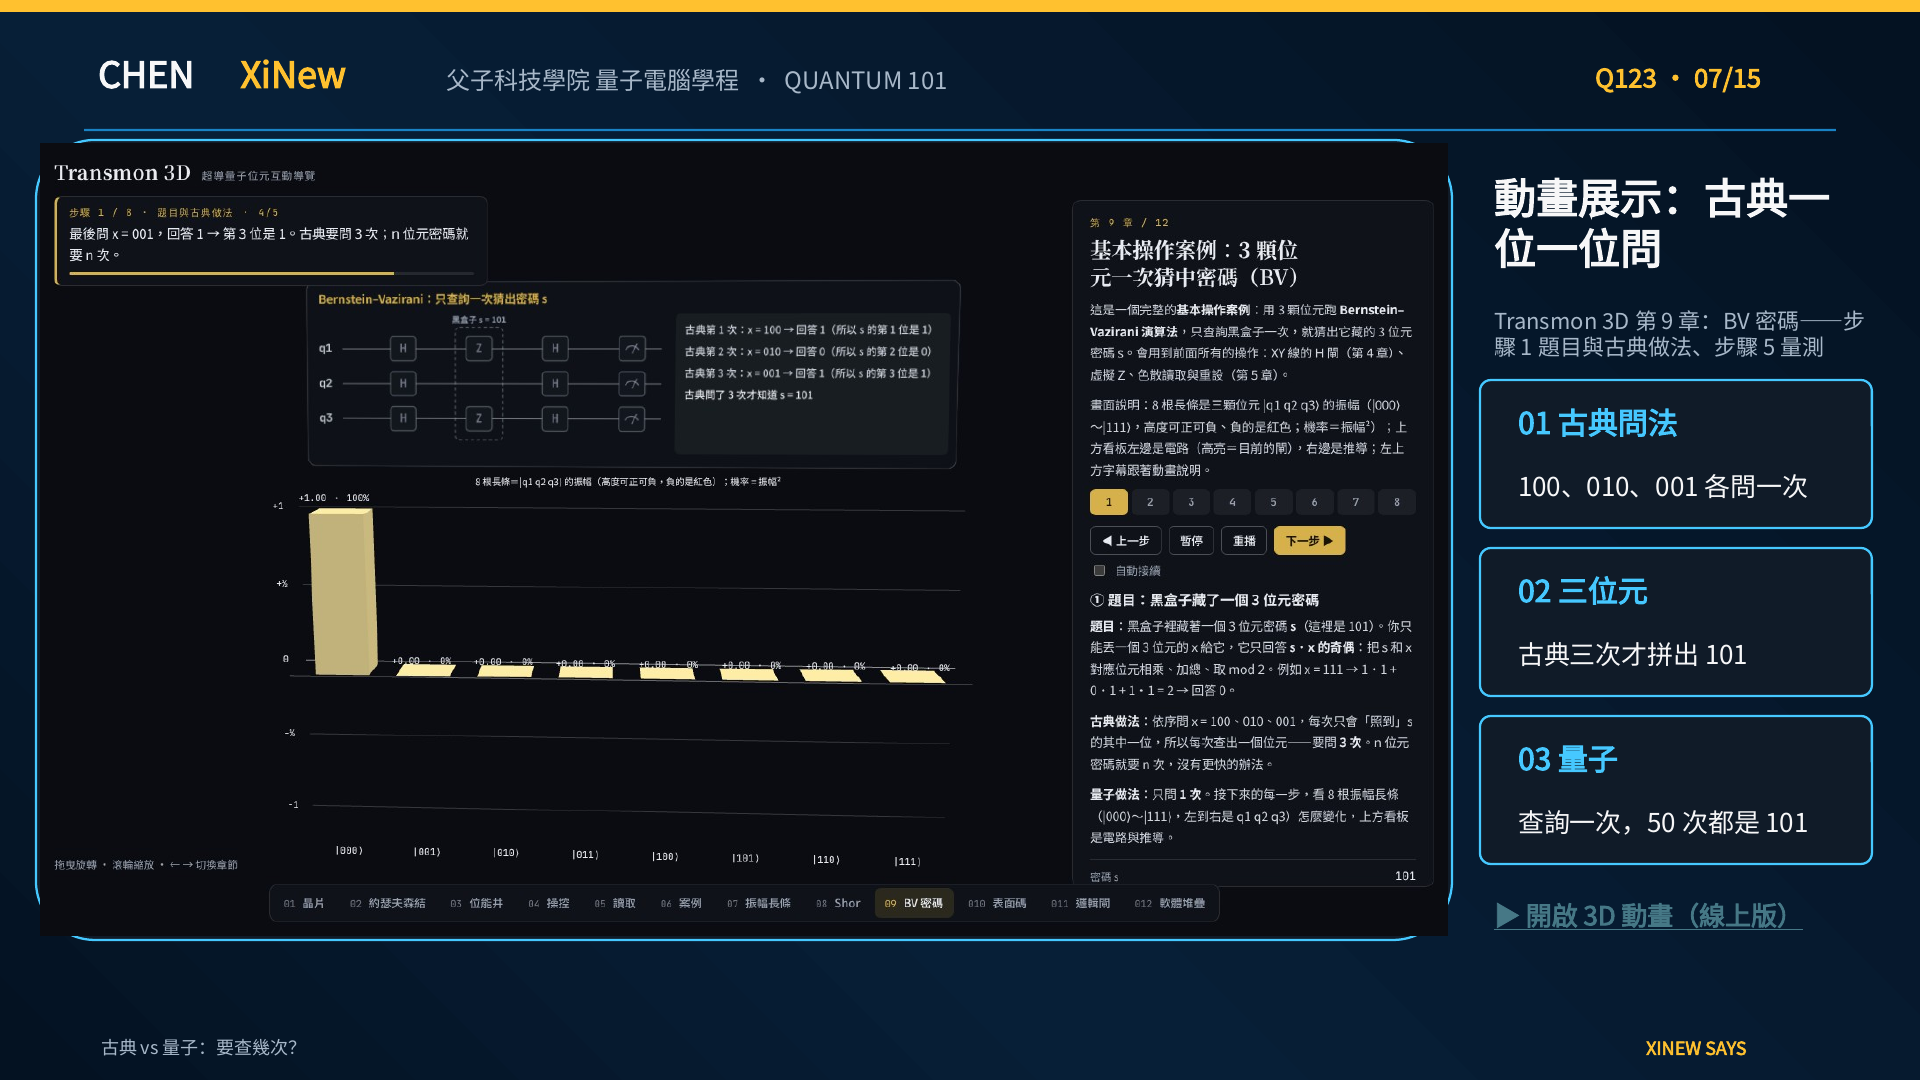 CHEN XiNew 父子科技學院 量子電腦學程 · QUANTUM 101
Q123 · 07/15
Transmon 3D 超導量子位元互動導覽
步驟 1 / 8 · 題目與古典做法 · 4/5
最後問 x = 001，回答 1 → 第 3 位是 1。古典要問 3 次；n 位元密碼就
要 n 次。
Bernstein–Vazirani：只查詢一次猜出密碼 s
黑盒子 s = 101
q1 H Z H
q2 H H
q3 H Z H
古典第 1 次：x = 100 → 回答 1（所以 s 的第 1 位是 1）
古典第 2 次：x = 010 → 回答 0（所以 s 的第 2 位是 0）
古典第 3 次：x = 001 → 回答 1（所以 s 的第 3 位是 1）
古典問了 3 次才知道 s = 101
8 根長條＝|q1 q2 q3⟩ 的振幅（高度可正可負，負的是紅色）；機率 = 振幅²
+1.00 · 100%
+1
+½
0
+0.00 · 0% +0.00 · 0% +0.00 · 0% +0.00 · 0% +0.00 · 0% +0.00 · 0% +0.00 · 0%
-½
-1
|000⟩ |001⟩ |010⟩ |011⟩ |100⟩ |101⟩ |110⟩ |111⟩
拖曳旋轉 · 滾輪縮放 · ←→ 切換章節
第 9 章 / 12
基本操作案例：3 顆位
元一次猜中密碼（BV）
這是一個完整的基本操作案例：用 3 顆位元跑 Bernstein–
Vazirani 演算法，只查詢黑盒子一次，就猜出它藏的 3 位元
密碼 s。會用到前面所有的操作：XY 線的 H 閘（第 4 章）、
虛擬 Z、色散讀取與重設（第 5 章）。
畫面說明：8 根長條是三顆位元 |q1 q2 q3⟩ 的振幅（|000⟩
～|111⟩，高度可正可負、負的是紅色；機率＝振幅²）；上
方看板左邊是電路（高亮＝目前的閘），右邊是推導；左上
方字幕跟著動畫說明。
1 2 3 4 5 6 7 8
◀ 上一步 暫停 重播 下一步 ▶
自動接續
① 題目：黑盒子藏了一個 3 位元密碼
題目：黑盒子裡藏著一個 3 位元密碼 s（這裡是 101）。你只
能丟一個 3 位元的 x 給它，它只回答 s · x 的奇偶：把 s 和 x
對應位元相乘、加總、取 mod 2。例如 x = 111 → 1 · 1 +
0 · 1 + 1 · 1 = 2 → 回答 0。
古典做法：依序問 x = 100、010、001，每次只會「照到」s
的其中一位，所以每次查出一個位元——要問 3 次。n 位元
密碼就要 n 次，沒有更快的辦法。
量子做法：只問 1 次。接下來的每一步，看 8 根振幅長條
（|000⟩～|111⟩，左到右是 q1 q2 q3）怎麼變化，上方看板
是電路與推導。
密碼 s 101
01 晶片 02 約瑟夫森結 03 位能井 04 操控 05 讀取 06 案例 07 振幅長條 08 Shor 09 BV 密碼 010 表面碼 011 邏輯閘 012 軟體堆疊
動畫展示：古典一
位一位問
Transmon 3D 第 9 章：BV 密碼——步
驟 1 題目與古典做法、步驟 5 量測
01 古典問法
100、010、001 各問一次
02 三位元
古典三次才拼出 101
03 量子
查詢一次，50 次都是 101
▶ 開啟 3D 動畫（線上版）
古典 vs 量子：要查幾次？
XINEW SAYS